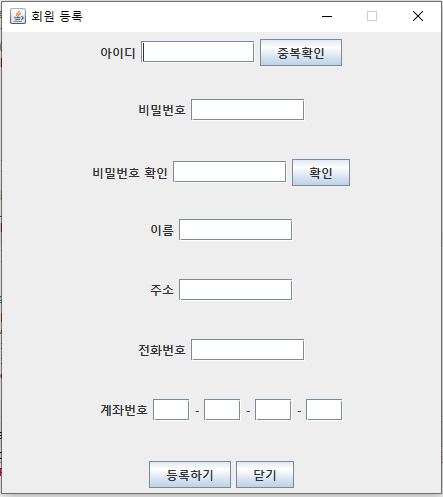 회원 등록
아이디 중복확인
비밀번호
비밀번호 확인 확인
이름
주소
전화번호
계좌번호 - - -
등록하기 닫기